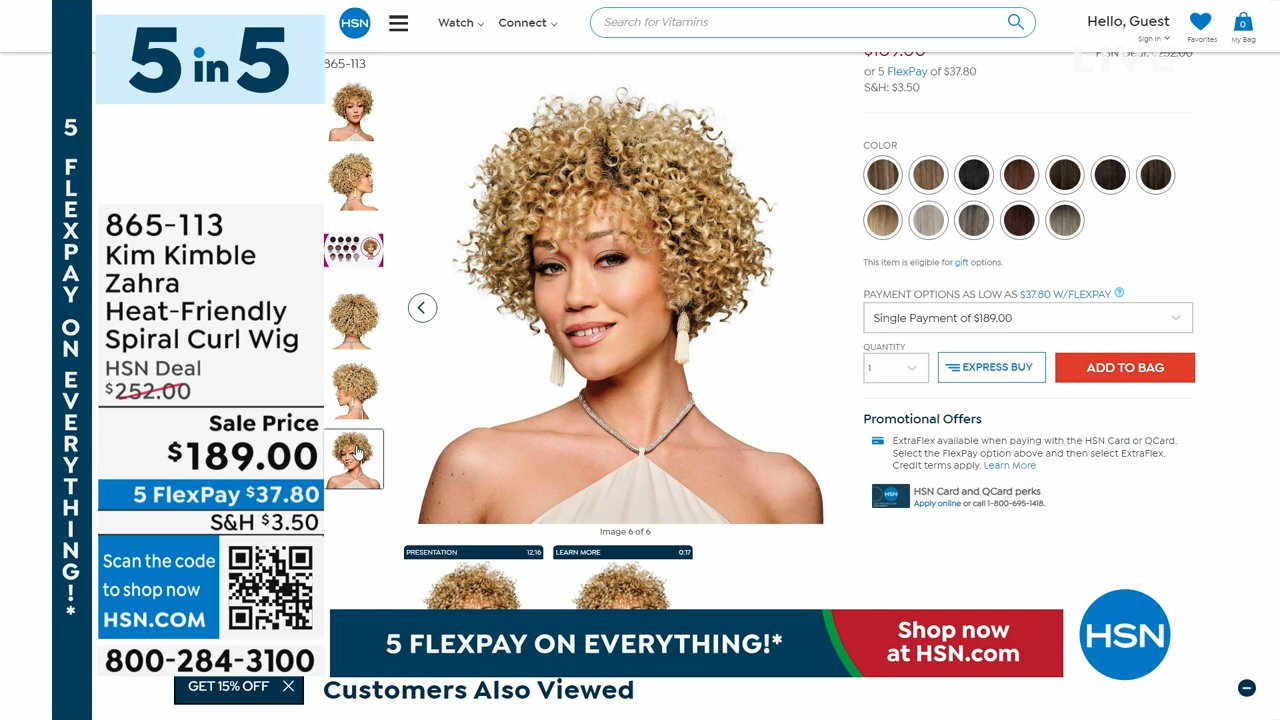 5 in 5
5 FLEXPAY ON EVERYTHING!*
865-113
Kim Kimble
Zahra
Heat-Friendly
Spiral Curl Wig
HSN Deal
$252.00
Sale Price
$189.00
5 FlexPay $37.80
S&H $3.50
Scan the code
to shop now
HSN.COM
800-284-3100
GET 15% OFF
HSN
Watch
Connect
Search for Vitamins
Hello, Guest
Sign in
Favorites
0
My Bag
LIVE
865-113
$189.00
HSN Deal: $252.00
or 5 FlexPay of $37.80
S&H: $3.50
COLOR
This item is eligible for gift options.
PAYMENT OPTIONS AS LOW AS $37.80 W/FLEXPAY ?
Single Payment of $189.00
QUANTITY
1
EXPRESS BUY
ADD TO BAG
Promotional Offers
ExtraFlex available when paying with the HSN Card or QCard.
Select the FlexPay option above and then select ExtraFlex.
Credit terms apply. Learn More
HSN
HSN Card and QCard perks
Apply online or call 1-800-695-1418.
Image 6 of 6
PRESENTATION 12:16
LEARN MORE 0:17
5 FLEXPAY ON EVERYTHING!*
Shop now
at HSN.com
HSN
Customers Also Viewed